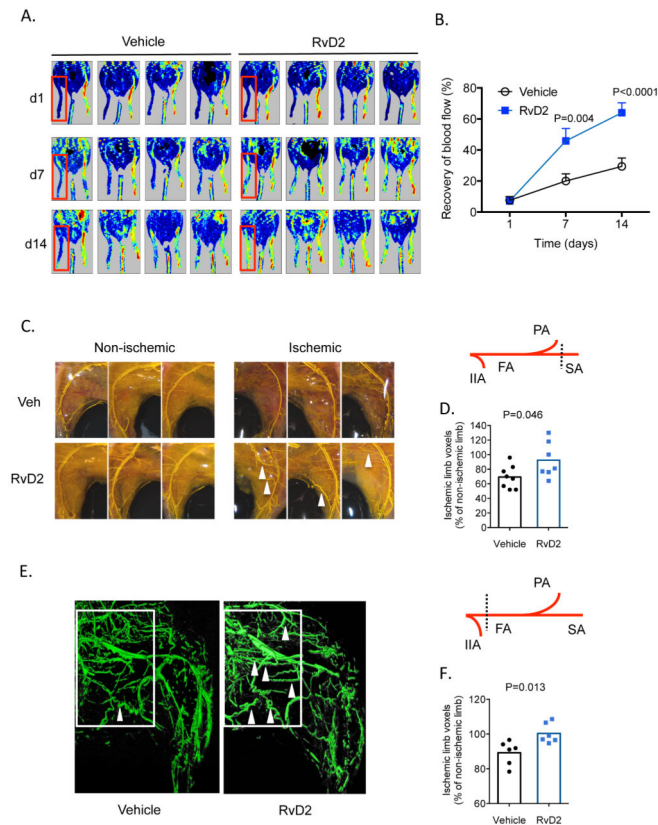 A.
Vehicle
RvD2
d1
d7
d14
B.
Recovery of blood flow (%)
100
80
60
40
20
0
Vehicle
RvD2
P=0.004
P<0.0001
1
7
14
Time (days)
C.
Non-ischemic
Ischemic
Veh
RvD2
PA
IIA
FA
SA
D.
P=0.046
Ischemic limb voxels
(% of non-ischemic limb)
140
120
100
80
60
40
20
0
Vehicle
RvD2
E.
Vehicle
RvD2
PA
IIA
FA
SA
F.
P=0.013
Ischemic limb voxels
(% of non-ischemic limb)
120
100
80
60
Vehicle
RvD2